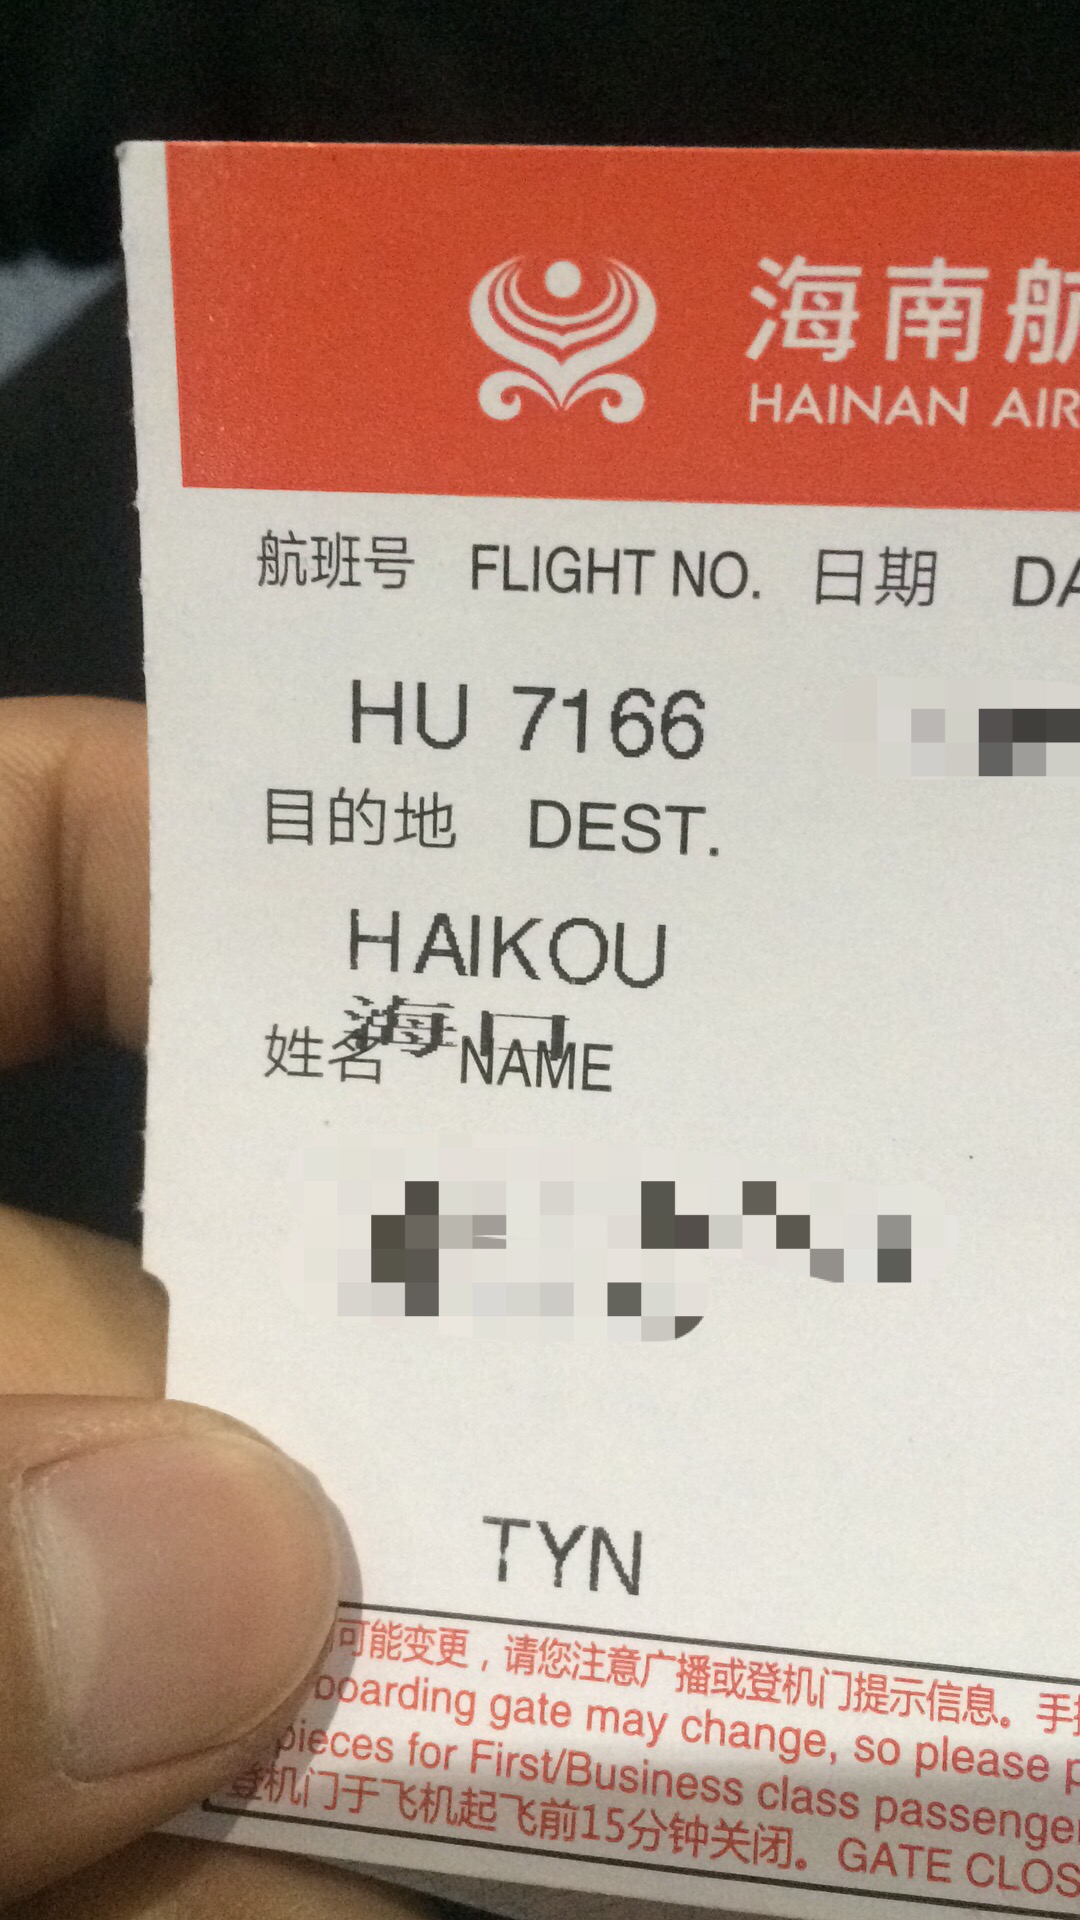 海南航
HAINAN AIR
航班号 FLIGHT NO. 日期 DA
HU 7166
目的地 DEST.
HAIKOU
海口
姓名 NAME
TYN
可能变更，请您注意广播或登机门提示信息。手
boarding gate may change, so please p
pieces for First/Business class passenge
登机门于飞机起飞前15分钟关闭。GATE CLOS